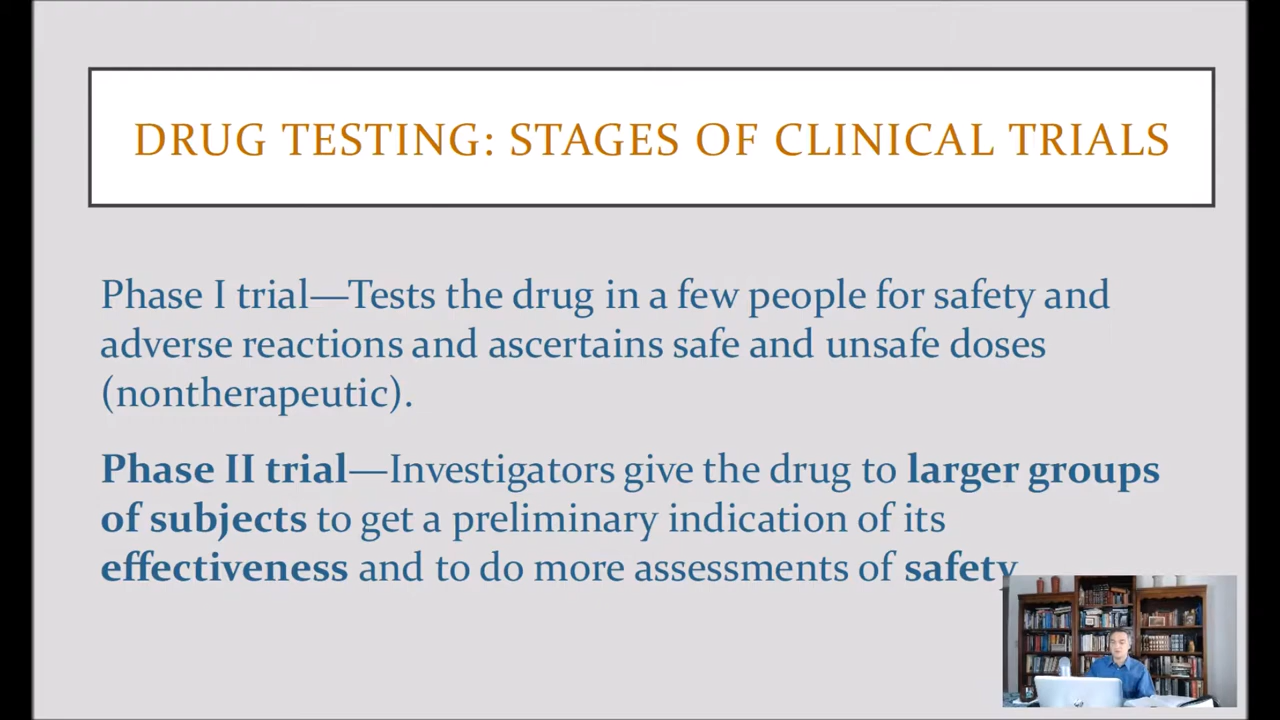 DRUG TESTING: STAGES OF CLINICAL TRIALS
Phase I trial—Tests the drug in a few people for safety and
adverse reactions and ascertains safe and unsafe doses
(nontherapeutic).
Phase II trial—Investigators give the drug to larger groups
of subjects to get a preliminary indication of its
effectiveness and to do more assessments of safety